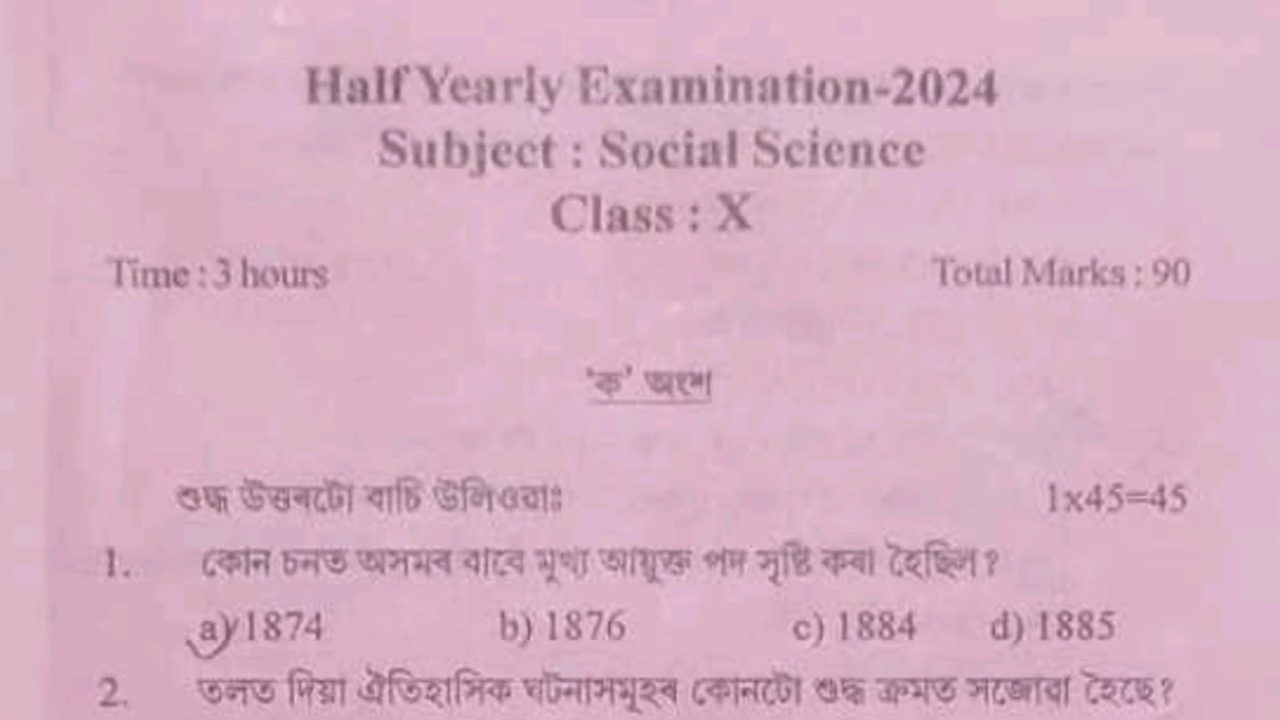 Half Yearly Examination-2024
Subject : Social Science
Class : X
Time : 3 hours Total Marks : 90
'ক' অংশ
শুদ্ধ উত্তৰটো বাচি উলিওৱাঃ 1x45=45
1. কোন চনত অসমৰ বাবে মুখ্য আয়ুক্ত পদ সৃষ্টি কৰা হৈছিল?
a) 1874 b) 1876 c) 1884 d) 1885
2. তলত দিয়া ঐতিহাসিক ঘটনাসমূহৰ কোনটো শুদ্ধ ক্ৰমত সজোৱা হৈছে?